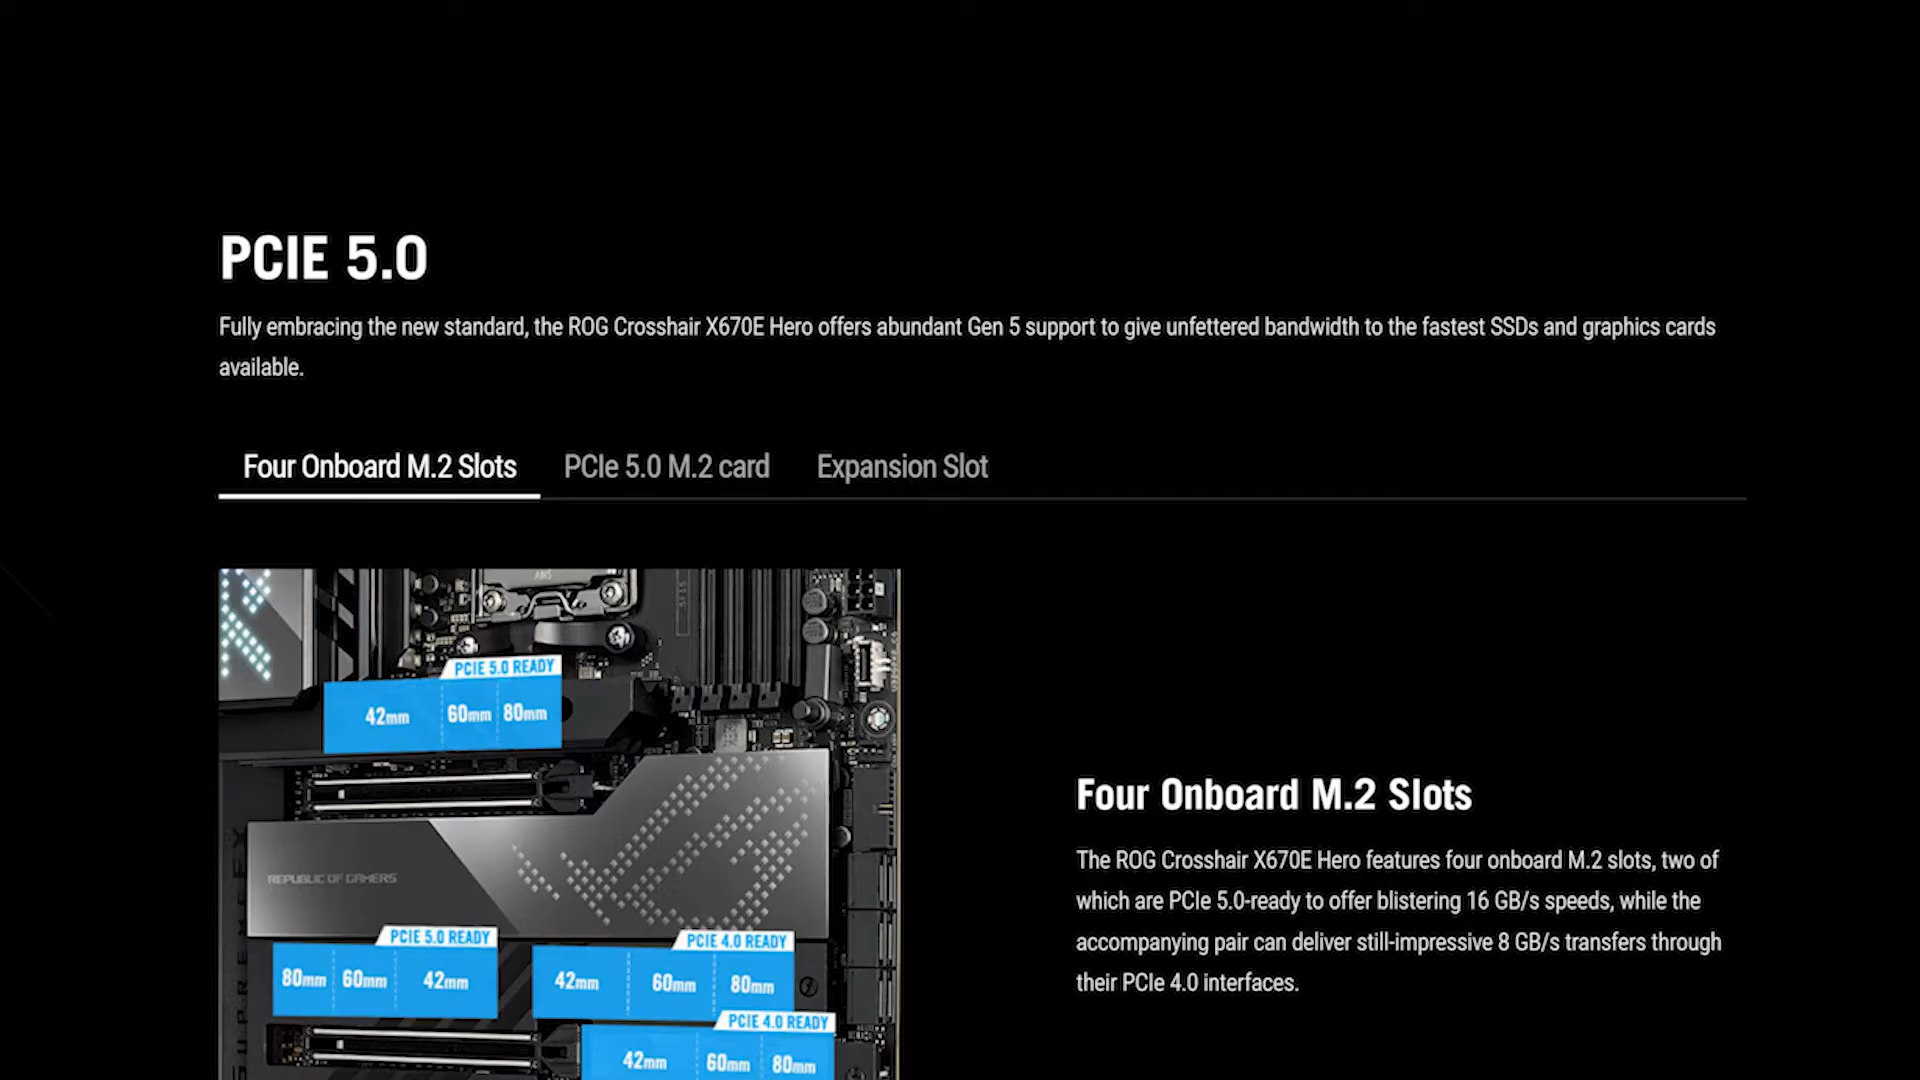 PCIE 5.0
Fully embracing the new standard, the ROG Crosshair X670E Hero offers abundant Gen 5 support to give unfettered bandwidth to the fastest SSDs and graphics cards
available.
Four Onboard M.2 Slots PCIe 5.0 M.2 card Expansion Slot
PCIE 5.0 READY
42mm 60mm 80mm
REPUBLIC OF GAMERS
PCIE 5.0 READY
80mm 60mm 42mm
PCIE 4.0 READY
42mm 60mm 80mm
PCIE 4.0 READY
42mm 60mm 80mm
Four Onboard M.2 Slots
The ROG Crosshair X670E Hero features four onboard M.2 slots, two of
which are PCIe 5.0-ready to offer blistering 16 GB/s speeds, while the
accompanying pair can deliver still-impressive 8 GB/s transfers through
their PCIe 4.0 interfaces.